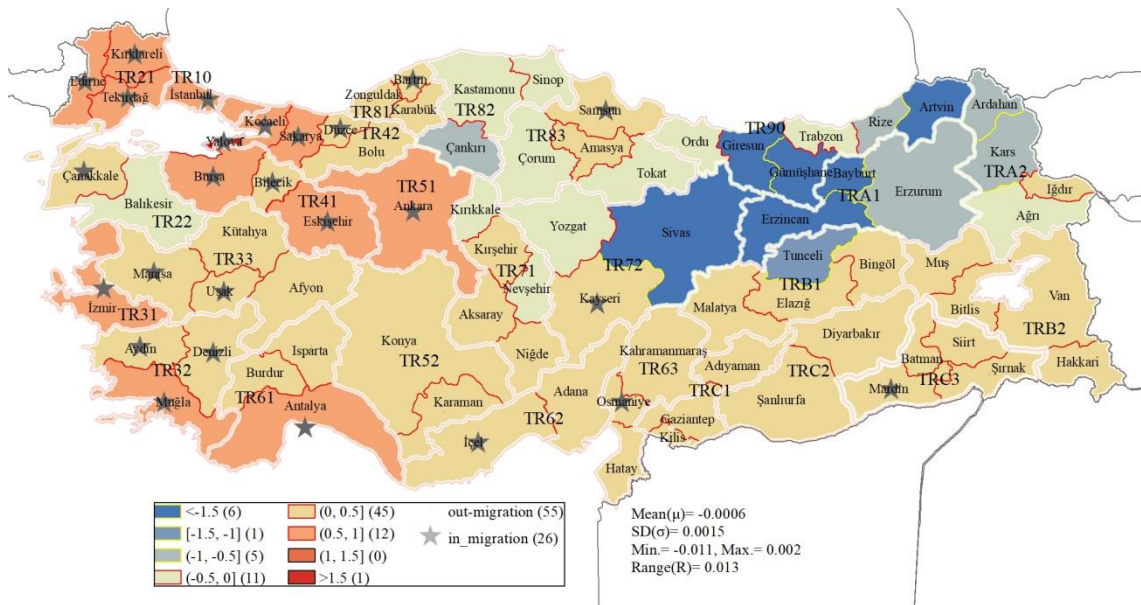 Kırklareli
Edirne
TR21
TR10
Tekirdağ
İstanbul
Kocaeli
Yalova
Sakarya
Düzce
Zonguldak
Bartın
TR81
Karabük
TR42
Bolu
Kastamonu
TR82
Sinop
Çankırı
Samsun
TR83
Amasya
Çorum
Tokat
Ordu
TR90
Giresun
Trabzon
Gümüşhane
Rize
Artvin
Ardahan
Kars
TRA2
Iğdır
Ağrı
Bayburt
TRA1
Erzurum
Erzincan
Çanakkale
Balıkesir
TR22
Bursa
Bilecik
TR41
Eskişehir
TR51
Ankara
Kırıkkale
Yozgat
Sivas
TR72
Tunceli
TRB1
Bingöl
Elazığ
Muş
Bitlis
Van
TRB2
Hakkari
Kütahya
TR33
Manisa
Uşak
Afyon
İzmir
TR31
Aydın
TR32
Denizli
Muğla
Burdur
Isparta
TR61
Antalya
Konya
TR52
Karaman
Kırşehir
TR71
Nevşehir
Aksaray
Niğde
Kayseri
Malatya
Kahramanmaraş
TR63
Adıyaman
Adana
TR62
İçel
Osmaniye
TRC1
Gaziantep
Kilis
Hatay
Diyarbakır
TRC2
Şanlıurfa
Batman
Siirt
TRC3
Mardin
Şırnak
<-1.5 (6)
[-1.5, -1] (1)
(-1, -0.5] (5)
(-0.5, 0] (11)
(0, 0.5] (45)
(0.5, 1] (12)
(1, 1.5] (0)
>1.5 (1)
out-migration (55)
in_migration (26)
Mean(μ)= -0.0006
SD(σ)= 0.0015
Min.= -0.011, Max.= 0.002
Range(R)= 0.013